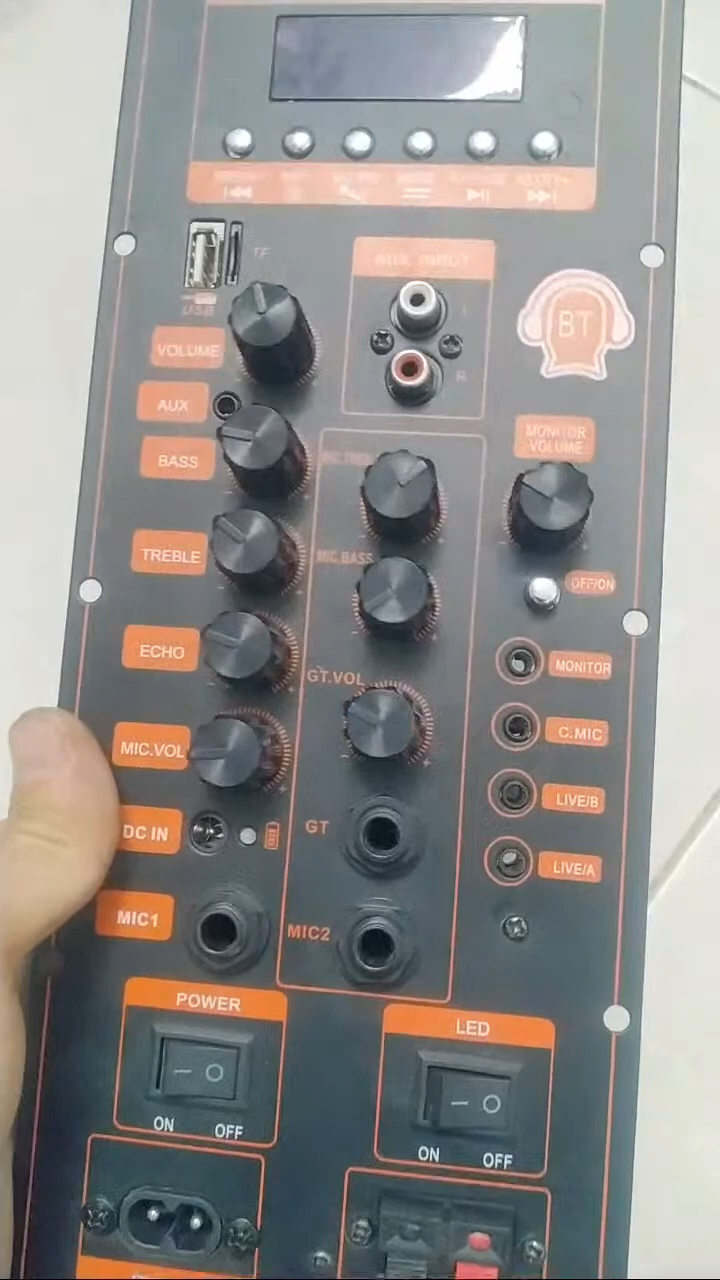 TF
USB
AUX INPUT
L
R
BT
VOLUME
AUX
BASS
MONITOR
VOLUME
TREBLE
MIC BASS
OFF/ON
ECHO
GT.VOL
MONITOR
MIC.VOL
C.MIC
LIVE/B
DC IN
GT
LIVE/A
MIC1
MIC2
POWER
LED
ON OFF
ON OFF